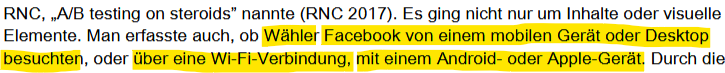 RNC, „A/B testing on steroids” nannte (RNC 2017). Es ging nicht nur um Inhalte oder visuelle
Elemente. Man erfasste auch, ob Wähler Facebook von einem mobilen Gerät oder Desktop
besuchten, oder über eine Wi-Fi-Verbindung, mit einem Android- oder Apple-Gerät. Durch die